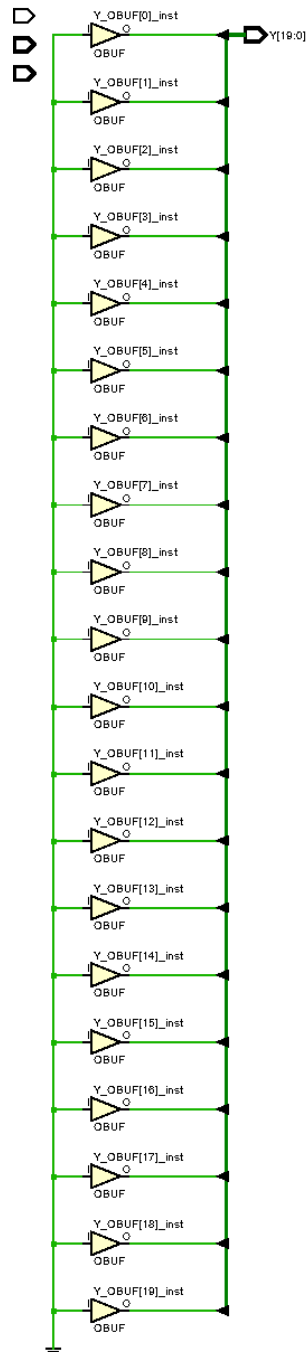 Y_OBUF[0]_inst
I
O
OBUF
Y[19:0]
Y_OBUF[1]_inst
I
O
OBUF
Y_OBUF[2]_inst
I
O
OBUF
Y_OBUF[3]_inst
I
O
OBUF
Y_OBUF[4]_inst
I
O
OBUF
Y_OBUF[5]_inst
I
O
OBUF
Y_OBUF[6]_inst
I
O
OBUF
Y_OBUF[7]_inst
I
O
OBUF
Y_OBUF[8]_inst
I
O
OBUF
Y_OBUF[9]_inst
I
O
OBUF
Y_OBUF[10]_inst
I
O
OBUF
Y_OBUF[11]_inst
I
O
OBUF
Y_OBUF[12]_inst
I
O
OBUF
Y_OBUF[13]_inst
I
O
OBUF
Y_OBUF[14]_inst
I
O
OBUF
Y_OBUF[15]_inst
I
O
OBUF
Y_OBUF[16]_inst
I
O
OBUF
Y_OBUF[17]_inst
I
O
OBUF
Y_OBUF[18]_inst
I
O
OBUF
Y_OBUF[19]_inst
I
O
OBUF